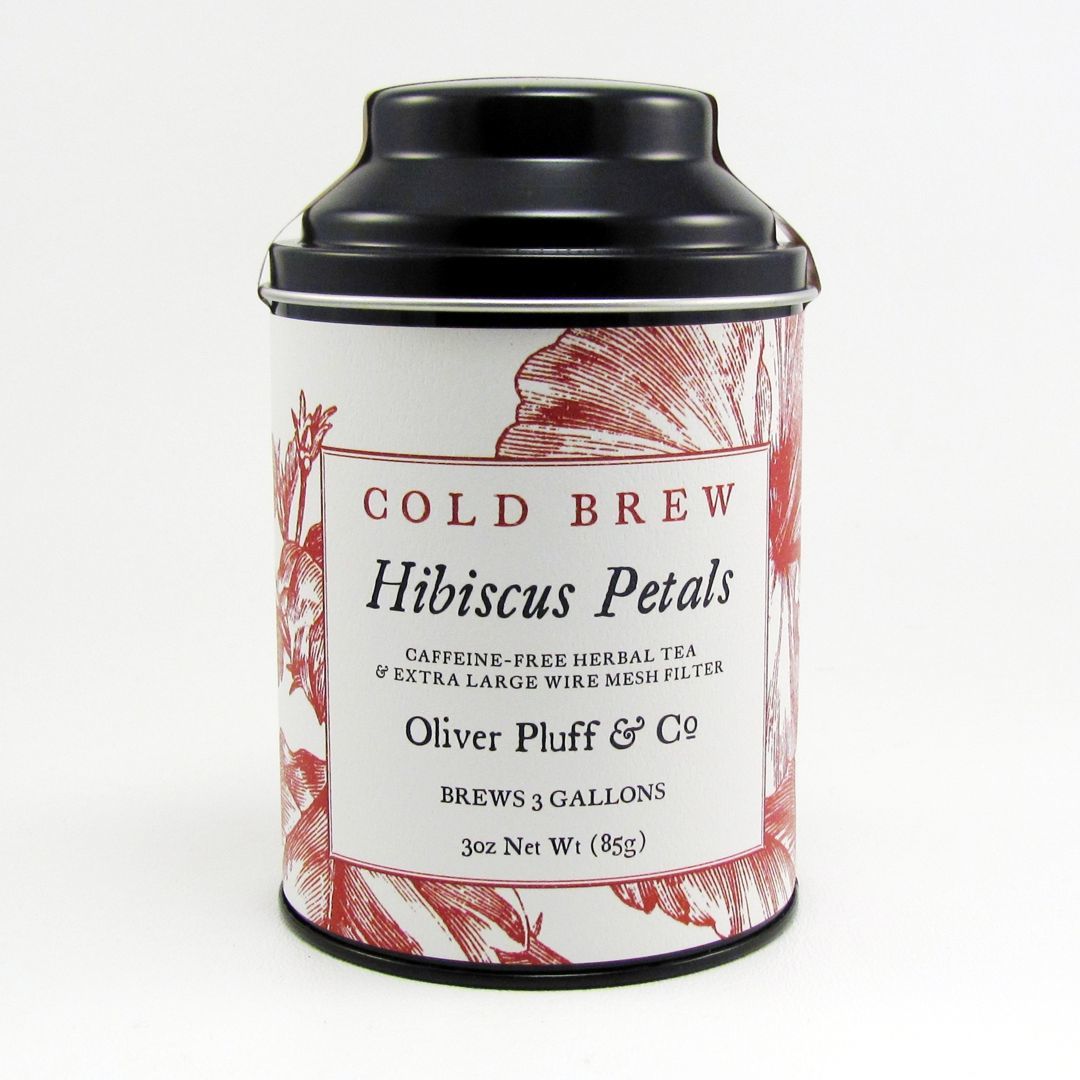 COLD BREW
Hibiscus Petals
CAFFEINE-FREE HERBAL TEA
& EXTRA LARGE WIRE MESH FILTER
Oliver Pluff & Cº
BREWS 3 GALLONS
3oz Net Wt (85g)